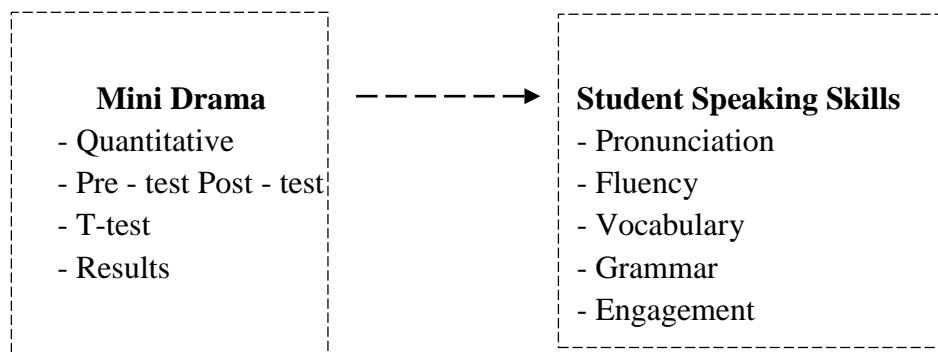 Mini Drama
- Quantitative
- Pre - test Post - test
- T-test
- Results
Student Speaking Skills
- Pronunciation
- Fluency
- Vocabulary
- Grammar
- Engagement